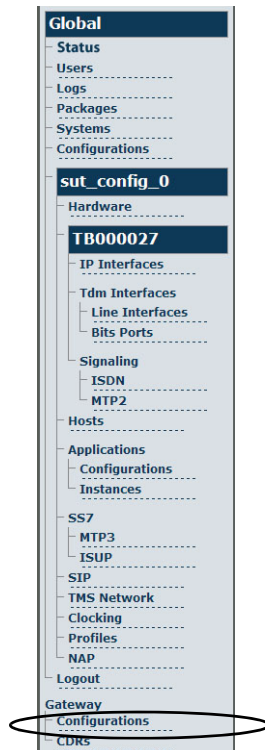 Global
Status
Users
Logs
Packages
Systems
Configurations
sut_config_0
Hardware
TB000027
IP Interfaces
Tdm Interfaces
Line Interfaces
Bits Ports
Signaling
ISDN
MTP2
Hosts
Applications
Configurations
Instances
SS7
MTP3
ISUP
SIP
TMS Network
Clocking
Profiles
NAP
Logout
Gateway
Configurations
CDRs